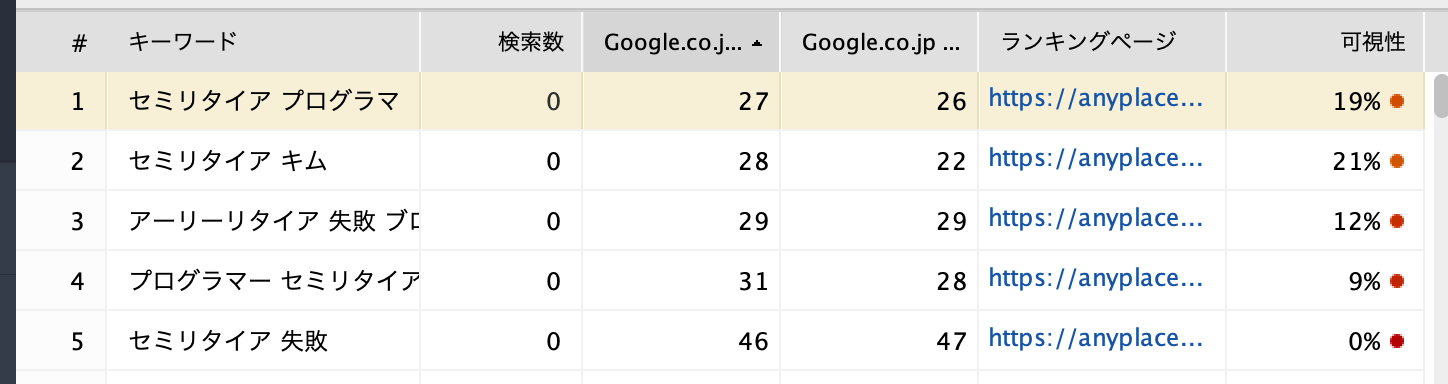 # キーワード 検索数 Google.co.j... Google.co.jp ... ランキングページ 可視性
1 セミリタイア プログラマ 0 27 26 https://anyplace... 19%
2 セミリタイア キム 0 28 22 https://anyplace... 21%
3 アーリーリタイア 失敗 ブロ 0 29 29 https://anyplace... 12%
4 プログラマー セミリタイア 0 31 28 https://anyplace... 9%
5 セミリタイア 失敗 0 46 47 https://anyplace... 0%